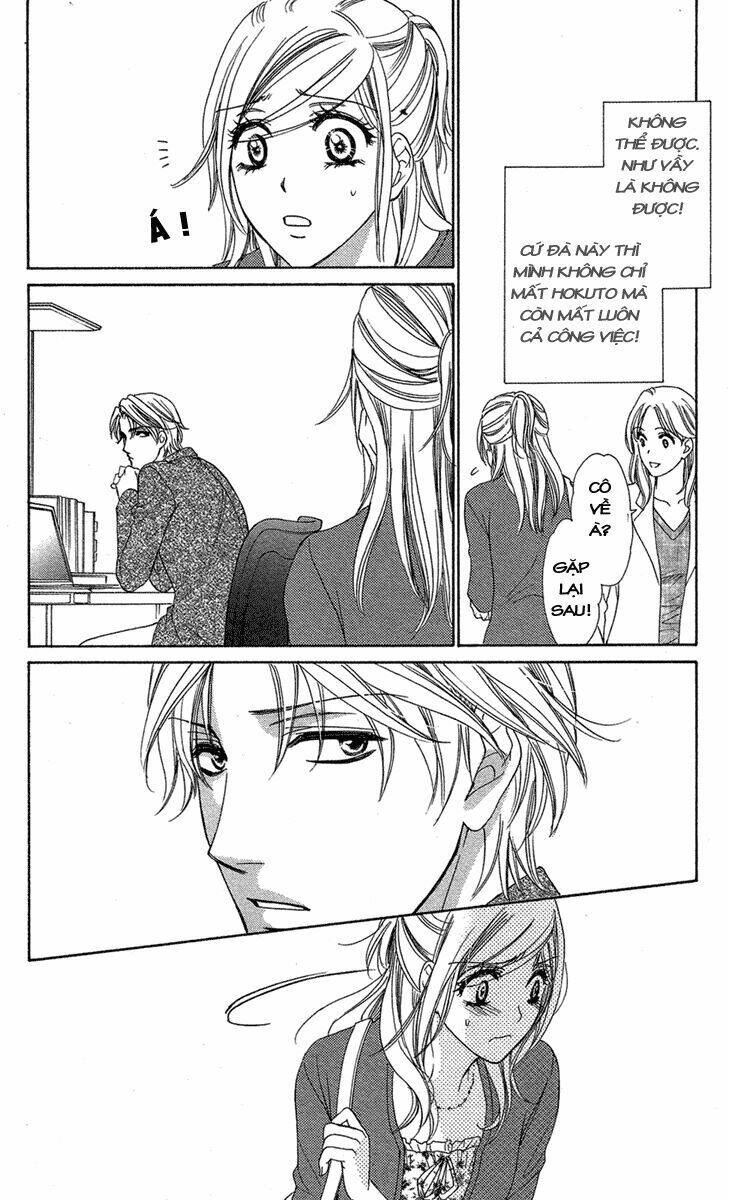 KHÔNG
THỂ ĐƯỢC.
NHƯ VẦY
LÀ KHÔNG
ĐƯỢC!
CỨ ĐÀ NÀY THÌ
MÌNH KHÔNG CHỈ
MẤT HOKUTO MÀ
CÒN MẤT LUÔN
CẢ CÔNG VIỆC!
CÔ
VỀ
À?
GẶP
LẠI
SAU!
Á!